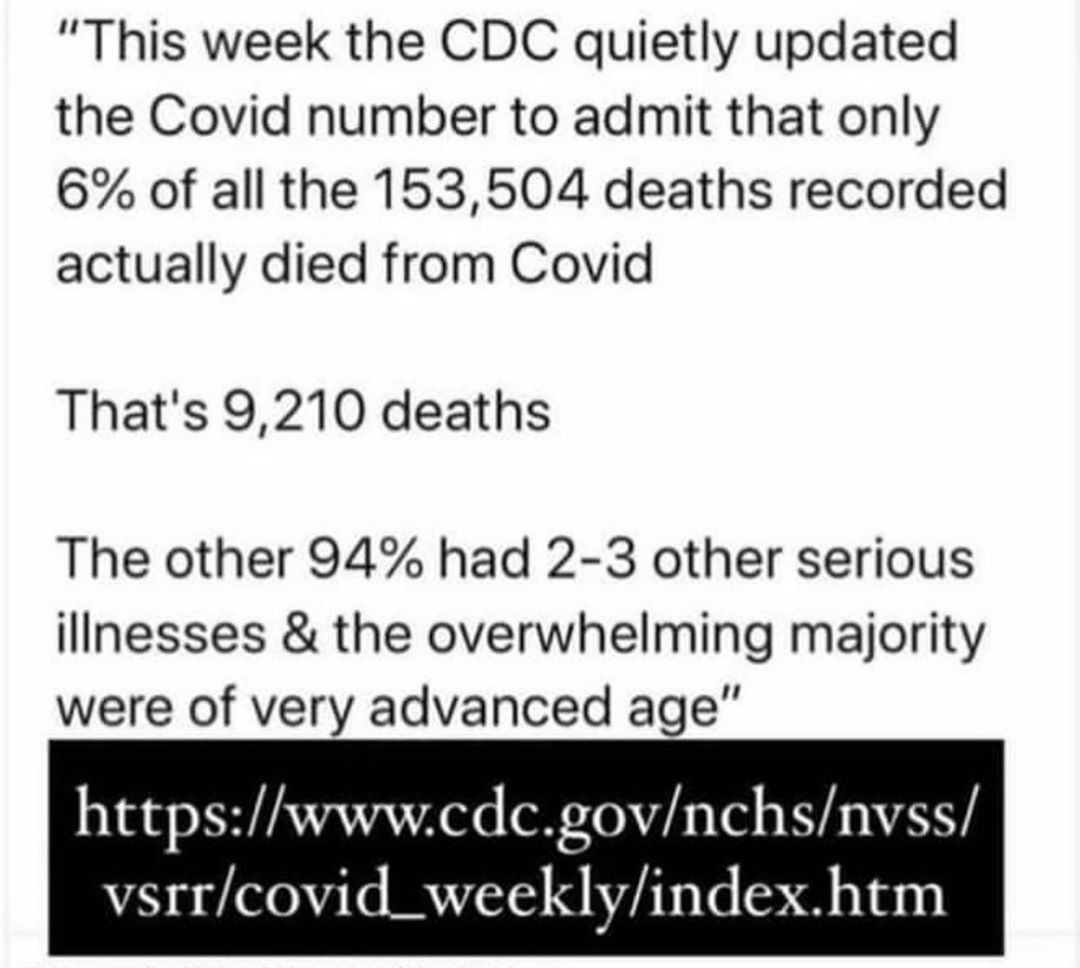 "This week the CDC quietly updated
the Covid number to admit that only
6% of all the 153,504 deaths recorded
actually died from Covid
That's 9,210 deaths
The other 94% had 2-3 other serious
illnesses & the overwhelming majority
were of very advanced age"
https://www.cdc.gov/nchs/nvss/
vsrr/covid_weekly/index.htm